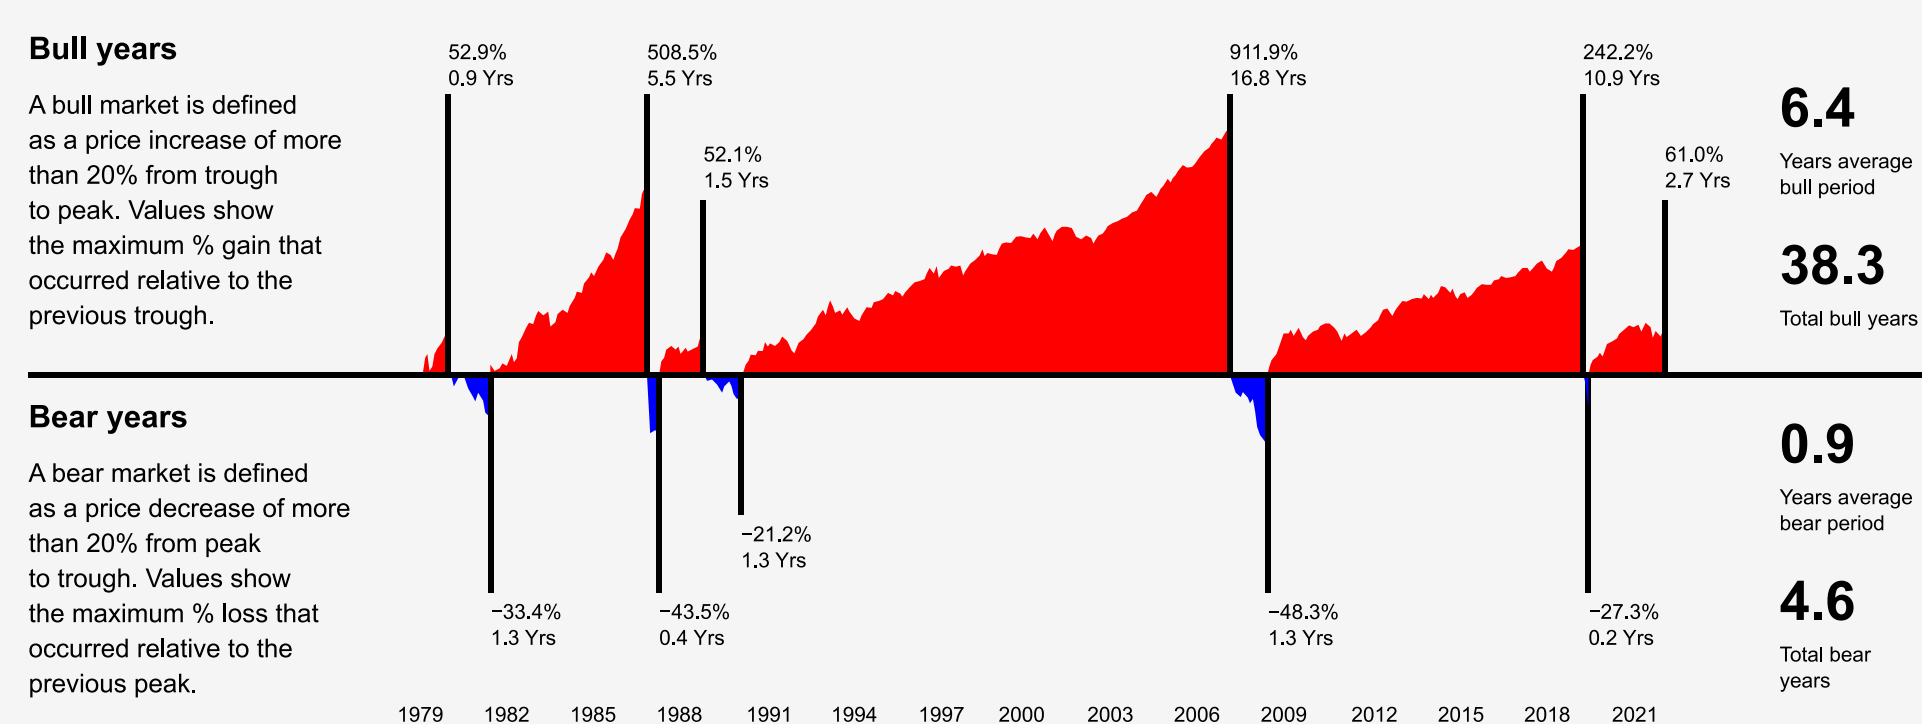 Bull years
A bull market is defined
as a price increase of more
than 20% from trough
to peak. Values show
the maximum % gain that
occurred relative to the
previous trough.
52.9%
0.9 Yrs
508.5%
5.5 Yrs
52.1%
1.5 Yrs
911.9%
16.8 Yrs
242.2%
10.9 Yrs
61.0%
2.7 Yrs
6.4
Years average
bull period
38.3
Total bull years
Bear years
A bear market is defined
as a price decrease of more
than 20% from peak
to trough. Values show
the maximum % loss that
occurred relative to the
previous peak.
−33.4%
1.3 Yrs
−43.5%
0.4 Yrs
−21.2%
1.3 Yrs
−48.3%
1.3 Yrs
−27.3%
0.2 Yrs
0.9
Years average
bear period
4.6
Total bear
years
1979 1982 1985 1988 1991 1994 1997 2000 2003 2006 2009 2012 2015 2018 2021